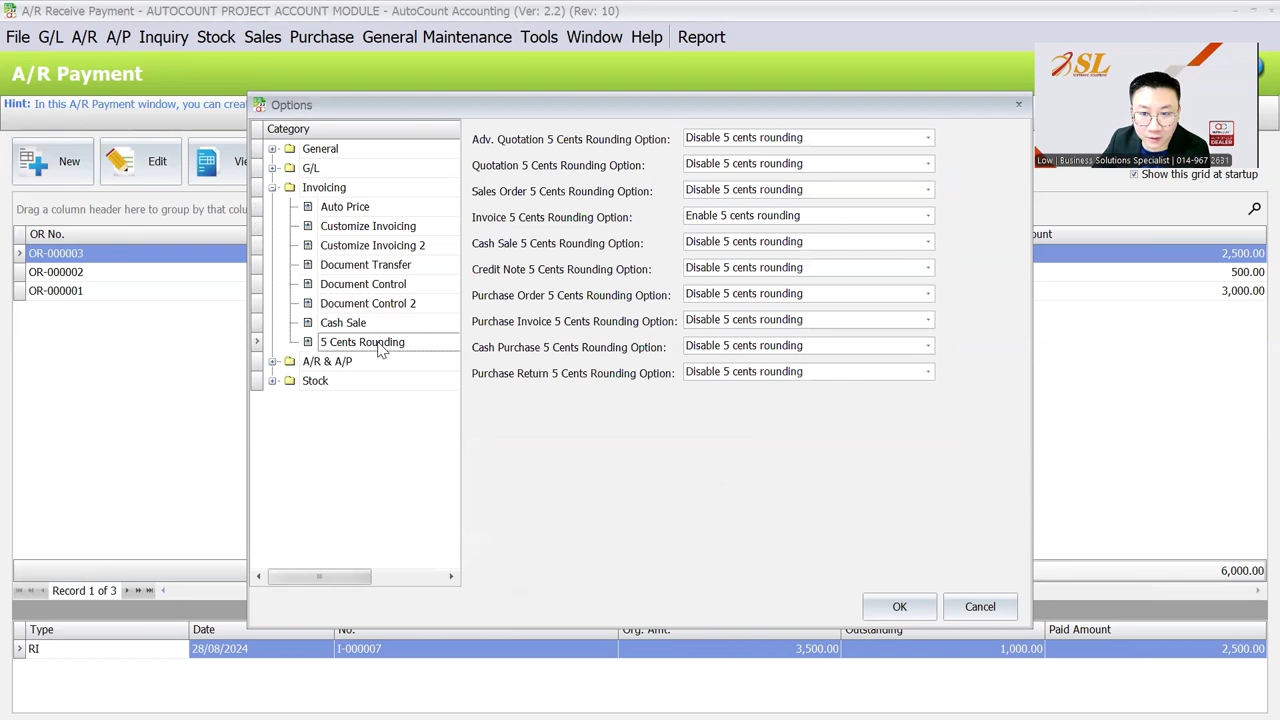 A/R Receive Payment - AUTOCOUNT PROJECT ACCOUNT MODULE - AutoCount Accounting (Ver: 2.2) (Rev: 10)
File G/L A/R A/P Inquiry Stock Sales Purchase General Maintenance Tools Window Help Report
A/R Payment
SL
Hint: In this A/R Payment window, you can
Options
Low | Business Solutions Specialist | 014-967 2631
Show this grid at startup
New Edit
Drag a column header here to group by that
OR No.
OR-000003 2,500.00
OR-000002 500.00
OR-000001 3,000.00
Category
General
G/L
Invoicing
Auto Price
Customize Invoicing
Customize Invoicing 2
Document Transfer
Document Control
Document Control 2
Cash Sale
5 Cents Rounding
A/R & A/P
Stock
Adv. Quotation 5 Cents Rounding Option: Disable 5 cents rounding
Quotation 5 Cents Rounding Option: Disable 5 cents rounding
Sales Order 5 Cents Rounding Option: Disable 5 cents rounding
Invoice 5 Cents Rounding Option: Enable 5 cents rounding
Cash Sale 5 Cents Rounding Option: Disable 5 cents rounding
Credit Note 5 Cents Rounding Option: Disable 5 cents rounding
Purchase Order 5 Cents Rounding Option: Disable 5 cents rounding
Purchase Invoice 5 Cents Rounding Option: Disable 5 cents rounding
Cash Purchase 5 Cents Rounding Option: Disable 5 cents rounding
Purchase Return 5 Cents Rounding Option: Disable 5 cents rounding
OK Cancel
6,000.00
Record 1 of 3
Type Date No. Org. Amt. Outstanding Paid Amount
RI 28/08/2024 I-000007 3,500.00 1,000.00 2,500.00